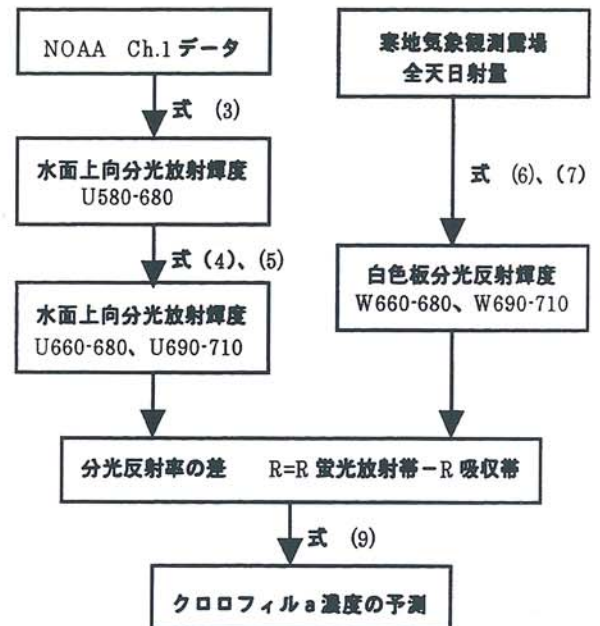 NOAA Ch.1 データ
式 (3)
水面上向分光放射輝度
U580-680
式 (4)、(5)
水面上向分光放射輝度
U660-680、U690-710
寒地気象観測露場
全天日射量
式 (6)、(7)
白色板分光反射輝度
W660-680、W690-710
分光反射率の差 R=R 蛍光放射帯－R 吸収帯
式 (9)
クロロフィルa濃度の予測